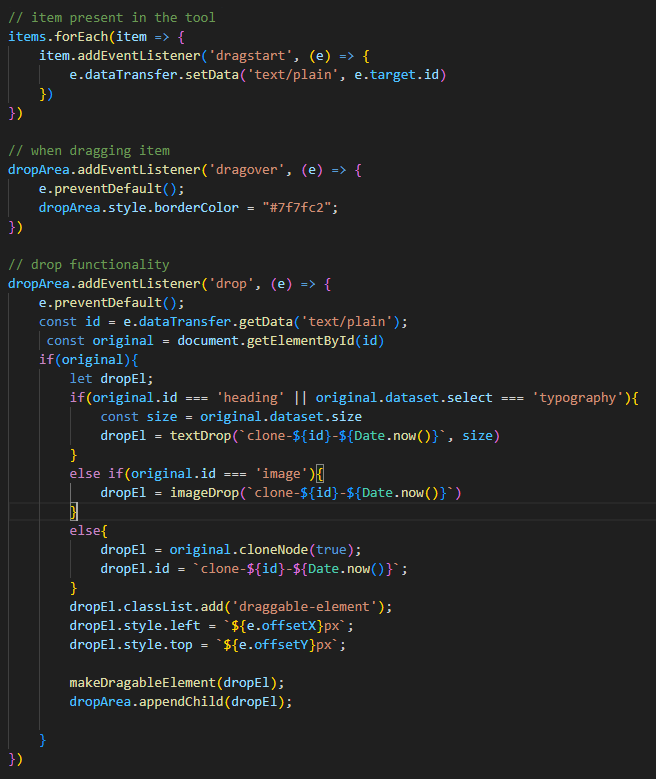 // item present in the tool
items.forEach(item => {
    item.addEventListener('dragstart', (e) => {
        e.dataTransfer.setData('text/plain', e.target.id)
    })
})

// when dragging item
dropArea.addEventListener('dragover', (e) => {
    e.preventDefault();
    dropArea.style.borderColor = "#7f7fc2";
})

// drop functionality
dropArea.addEventListener('drop', (e) => {
    e.preventDefault();
    const id = e.dataTransfer.getData('text/plain');
     const original = document.getElementById(id)
    if(original){
        let dropEl;
        if(original.id === 'heading' || original.dataset.select === 'typography'){
            const size = original.dataset.size
            dropEl = textDrop(`clone-${id}-${Date.now()}`, size)
        }
        else if(original.id === 'image'){
            dropEl = imageDrop(`clone-${id}-${Date.now()}`)
        }
        else{
            dropEl = original.cloneNode(true);
            dropEl.id = `clone-${id}-${Date.now()}`;
        }
        dropEl.classList.add('draggable-element');
        dropEl.style.left = `${e.offsetX}px`;
        dropEl.style.top = `${e.offsetY}px`;

        makeDragableElement(dropEl);
        dropArea.appendChild(dropEl);

    }
})